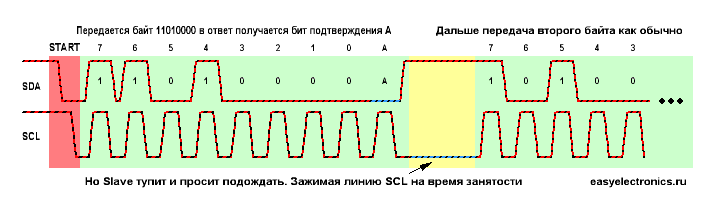 Передается байт 11010000 в ответ получается бит подтверждения А Дальше передача второго байта как обычно
START 7 6 5 4 3 2 1 0 A 7 6 5 4 3
SDA 1 1 0 1 0 0 0 0 A 1 0 1 0 0
SCL
Но Slave тупит и просит подождать. Зажимая линию SCL на время занятости easyelectronics.ru